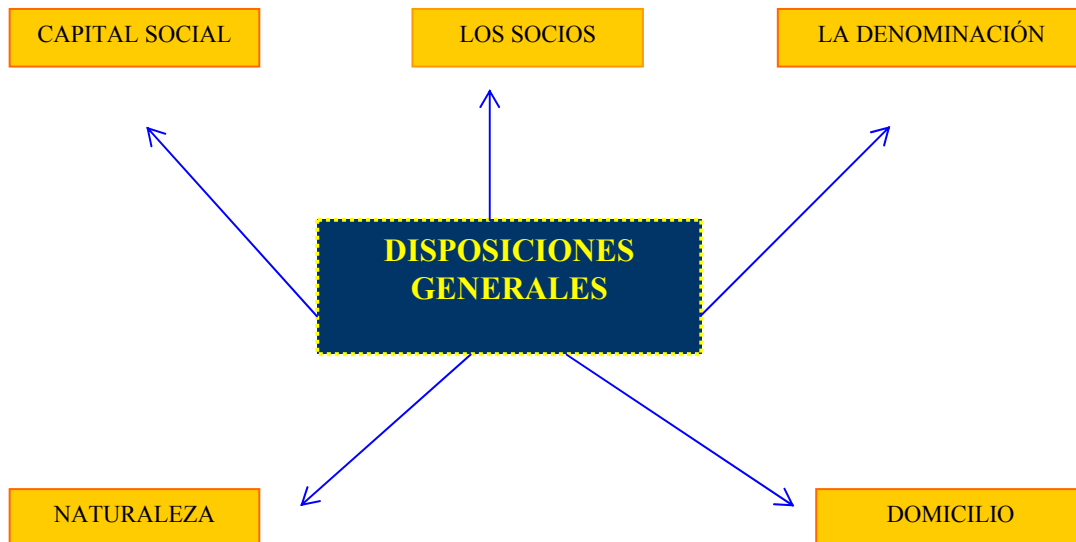 CAPITAL SOCIAL
LOS SOCIOS
LA DENOMINACIÓN
DISPOSICIONES
GENERALES
NATURALEZA
DOMICILIO